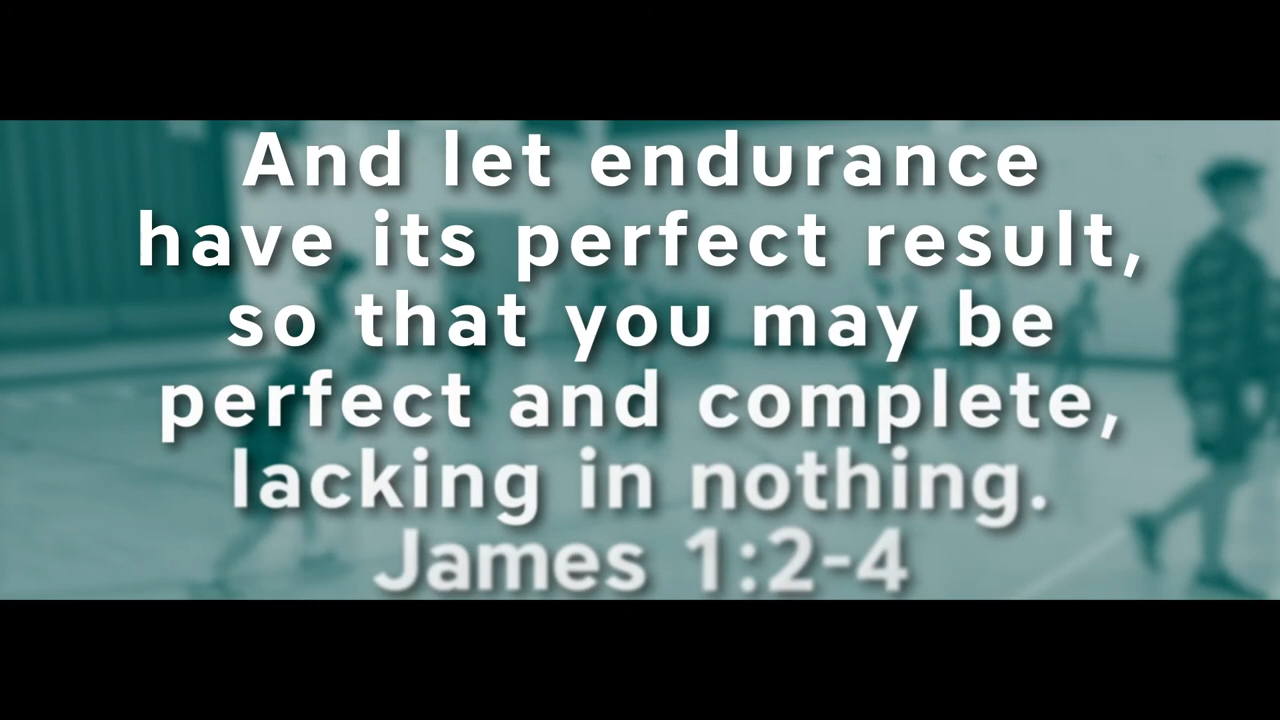 And let endurance
have its perfect result,
so that you may be
perfect and complete,
lacking in nothing.
James 1:2-4